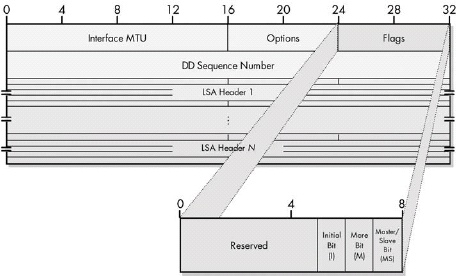 0 4 8 12 16 20 24 28 32
Interface MTU Options Flags
DD Sequence Number
LSA Header 1
LSA Header N
0 4 8
Reserved Initial Bit (I) More Bit (M) Master/ Slave Bit (MS)